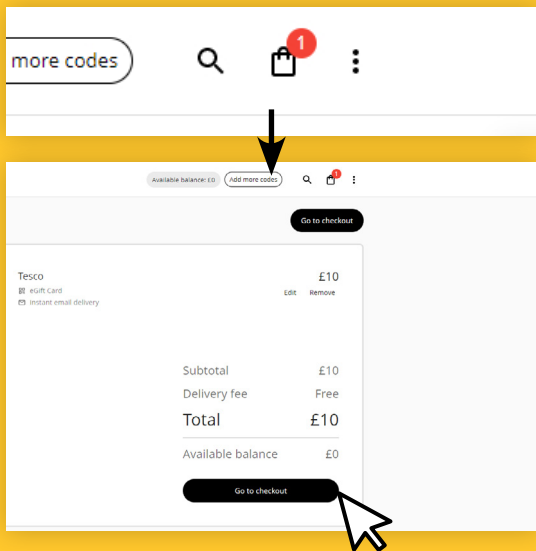 more codes 1
Available balance: £0 Add more codes 1
Go to checkout
Tesco £10
eGift Card Edit Remove
Instant email delivery
Subtotal £10
Delivery fee Free
Total £10
Available balance £0
Go to checkout